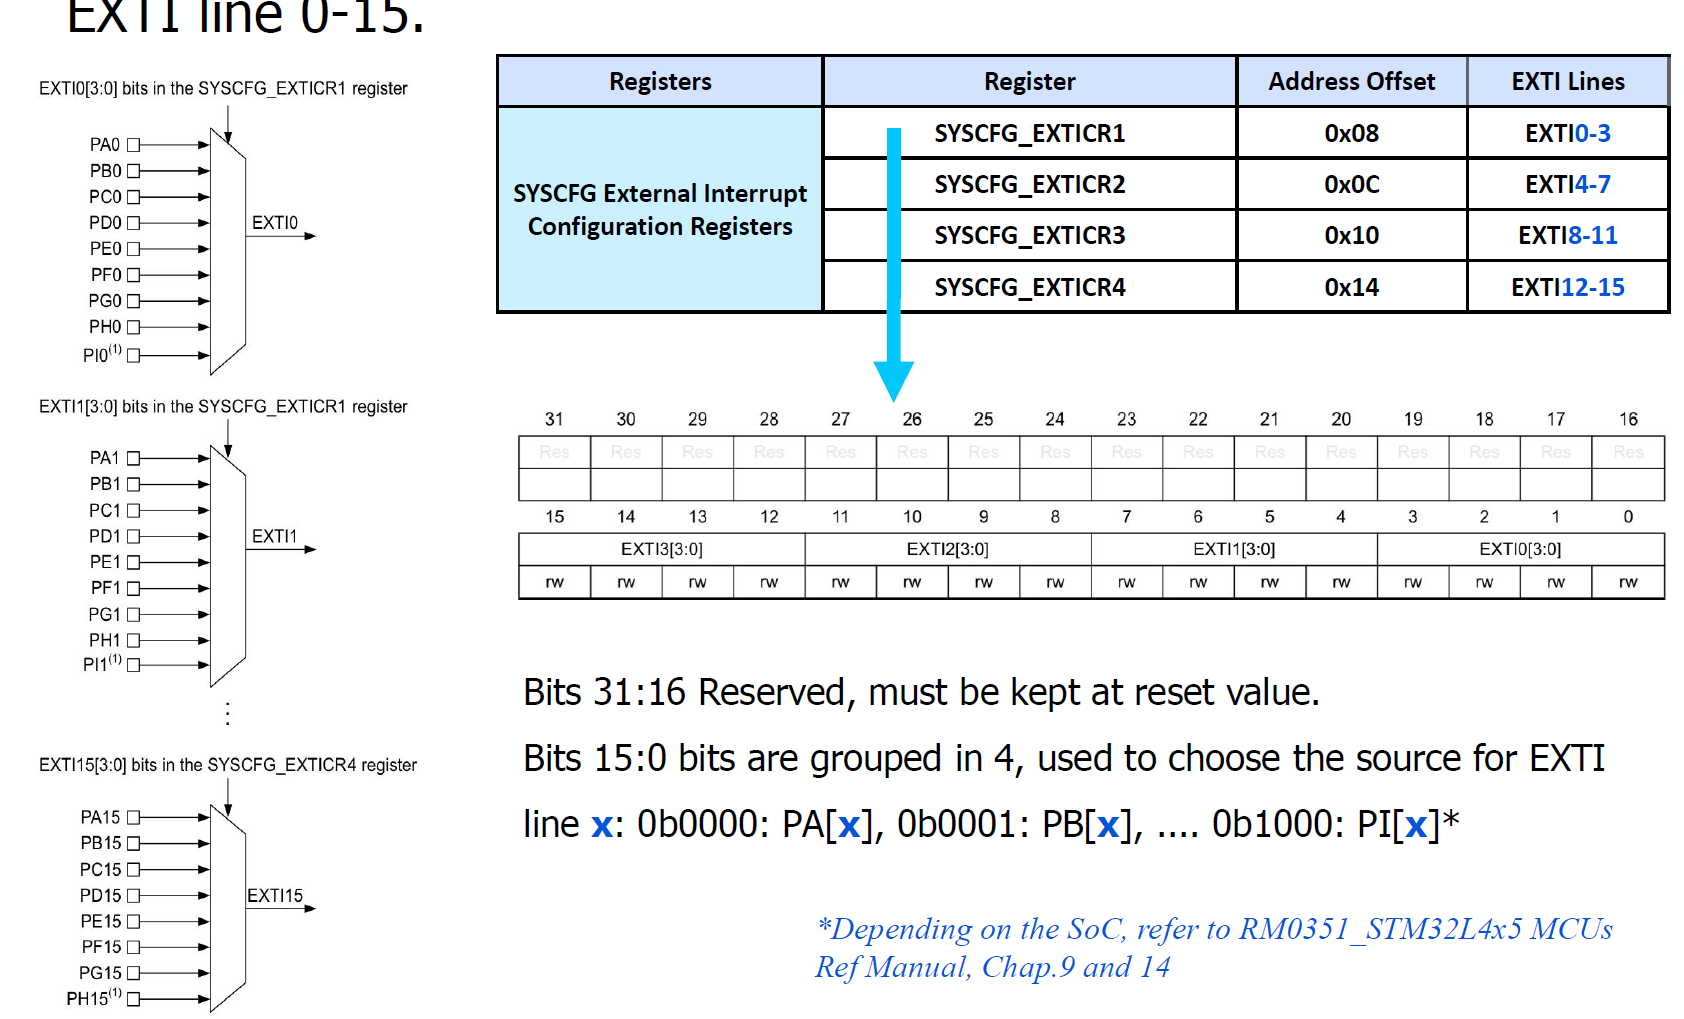 EXTI line 0-15.
EXTI0[3:0] bits in the SYSCFG_EXTICR1 register
PA0
PB0
PC0
PD0
PE0
PF0
PG0
PH0
PI0(1)
EXTI0
EXTI1[3:0] bits in the SYSCFG_EXTICR1 register
PA1
PB1
PC1
PD1
PE1
PF1
PG1
PH1
PI1(1)
EXTI1
EXTI15[3:0] bits in the SYSCFG_EXTICR4 register
PA15
PB15
PC15
PD15
PE15
PF15
PG15
PH15(1)
EXTI15
Registers Register Address Offset EXTI Lines
SYSCFG External Interrupt
Configuration Registers
SYSCFG_EXTICR1 0x08 EXTI0-3
SYSCFG_EXTICR2 0x0C EXTI4-7
SYSCFG_EXTICR3 0x10 EXTI8-11
SYSCFG_EXTICR4 0x14 EXTI12-15
31 30 29 28 27 26 25 24 23 22 21 20 19 18 17 16
Res Res Res Res Res Res Res Res Res Res Res Res Res Res Res Res
15 14 13 12 11 10 9 8 7 6 5 4 3 2 1 0
EXTI3[3:0] EXTI2[3:0] EXTI1[3:0] EXTI0[3:0]
rw rw rw rw rw rw rw rw rw rw rw rw rw rw rw rw
Bits 31:16 Reserved, must be kept at reset value.
Bits 15:0 bits are grouped in 4, used to choose the source for EXTI
line x: 0b0000: PA[x], 0b0001: PB[x], .... 0b1000: PI[x]*
*Depending on the SoC, refer to RM0351_STM32L4x5 MCUs
Ref Manual, Chap.9 and 14